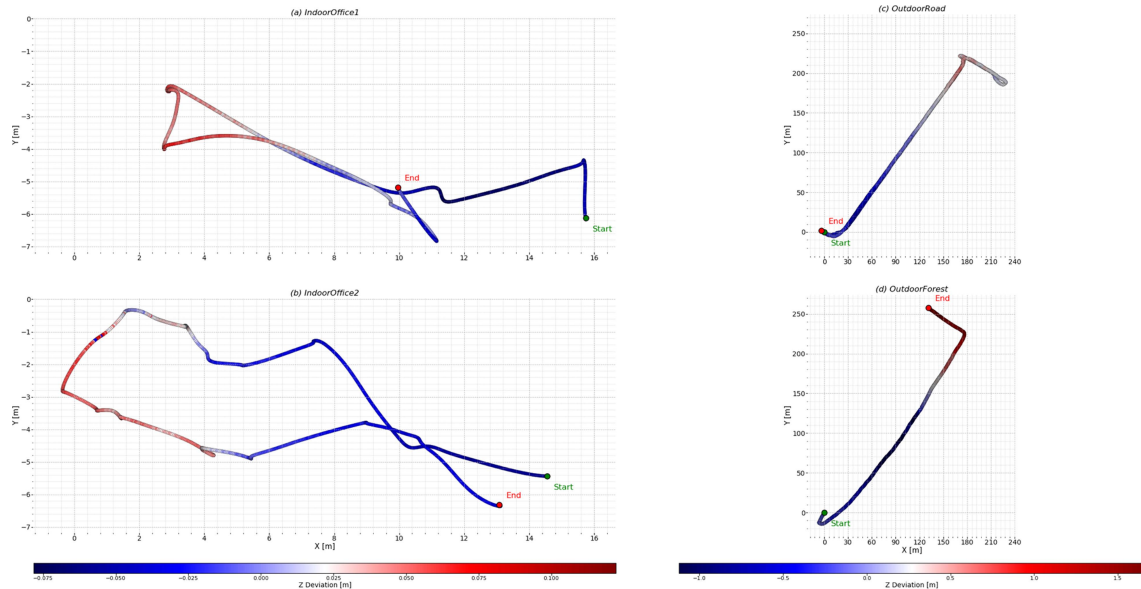 (a) IndoorOffice1
0
−1
−2
−3
−4
−5
−6
−7
Y [m]
End
Start
0 2 4 6 8 10 12 14 16
(b) IndoorOffice2
0
−1
−2
−3
−4
−5
−6
−7
Y [m]
Start
End
0 2 4 6 8 10 12 14 16
X [m]
−0.075 −0.050 −0.025 0.000 0.025 0.050 0.075 0.100
Z Deviation [m]
(c) OutdoorRoad
250
200
150
100
50
0
Y [m]
End
Start
0 30 60 90 120 150 180 210 240
(d) OutdoorForest
End
250
200
150
100
50
0
Y [m]
Start
0 30 60 90 120 150 180 210 240
X [m]
−1.0 −0.5 0.0 0.5 1.0 1.5
Z Deviation [m]